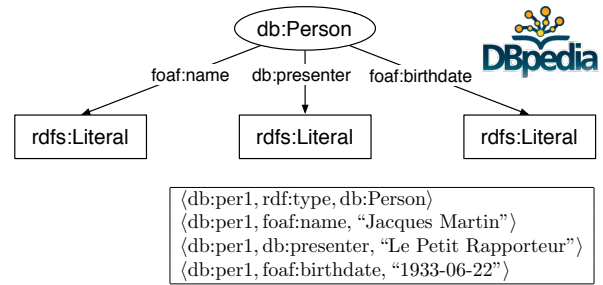 db:Person
DBpedia
foaf:name db:presenter foaf:birthdate
rdfs:Literal rdfs:Literal rdfs:Literal
⟨db:per1, rdf:type, db:Person⟩
⟨db:per1, foaf:name, “Jacques Martin”⟩
⟨db:per1, db:presenter, “Le Petit Rapporteur”⟩
⟨db:per1, foaf:birthdate, “1933-06-22”⟩